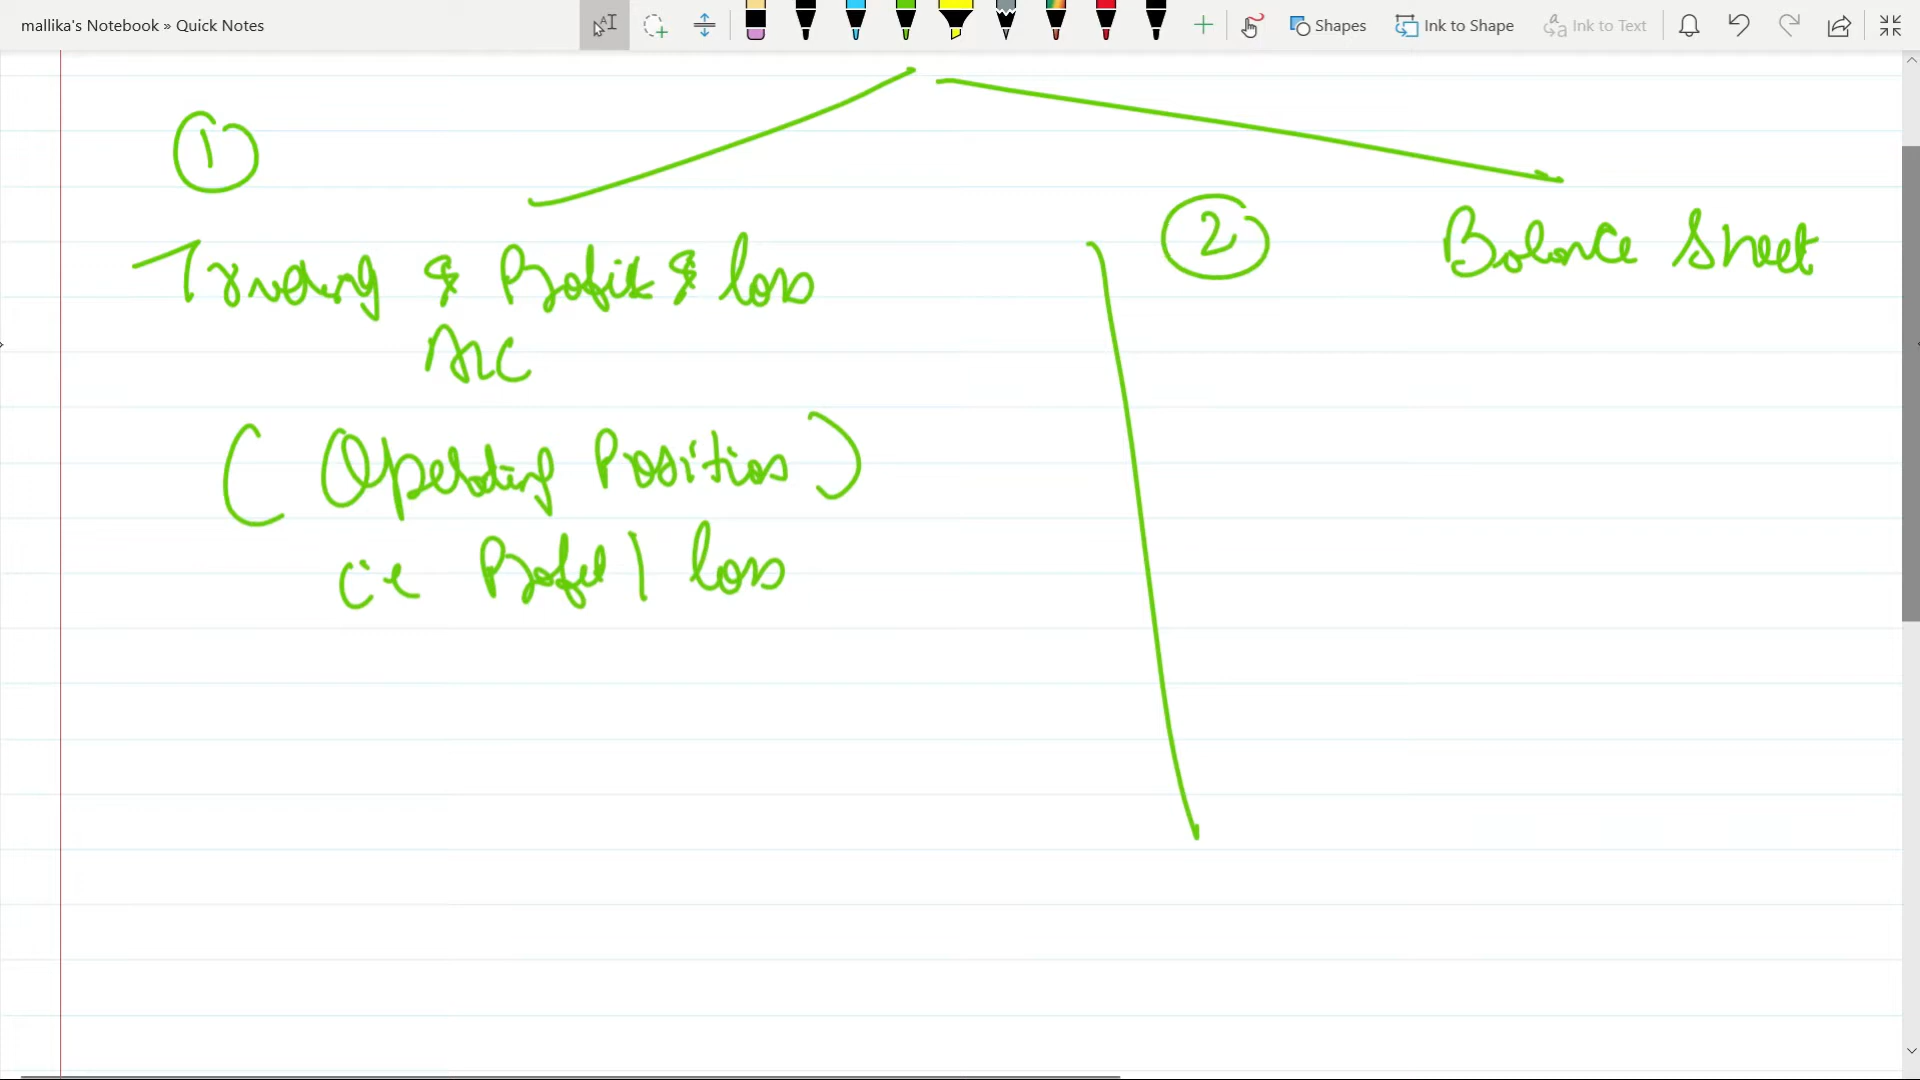 mallika's Notebook » Quick Notes
Shapes
Ink to Shape
Ink to Text
1
Trading & Profit & loss
A/C
(Operating Position)
i.e Profit / loss
2
Balance Sheet